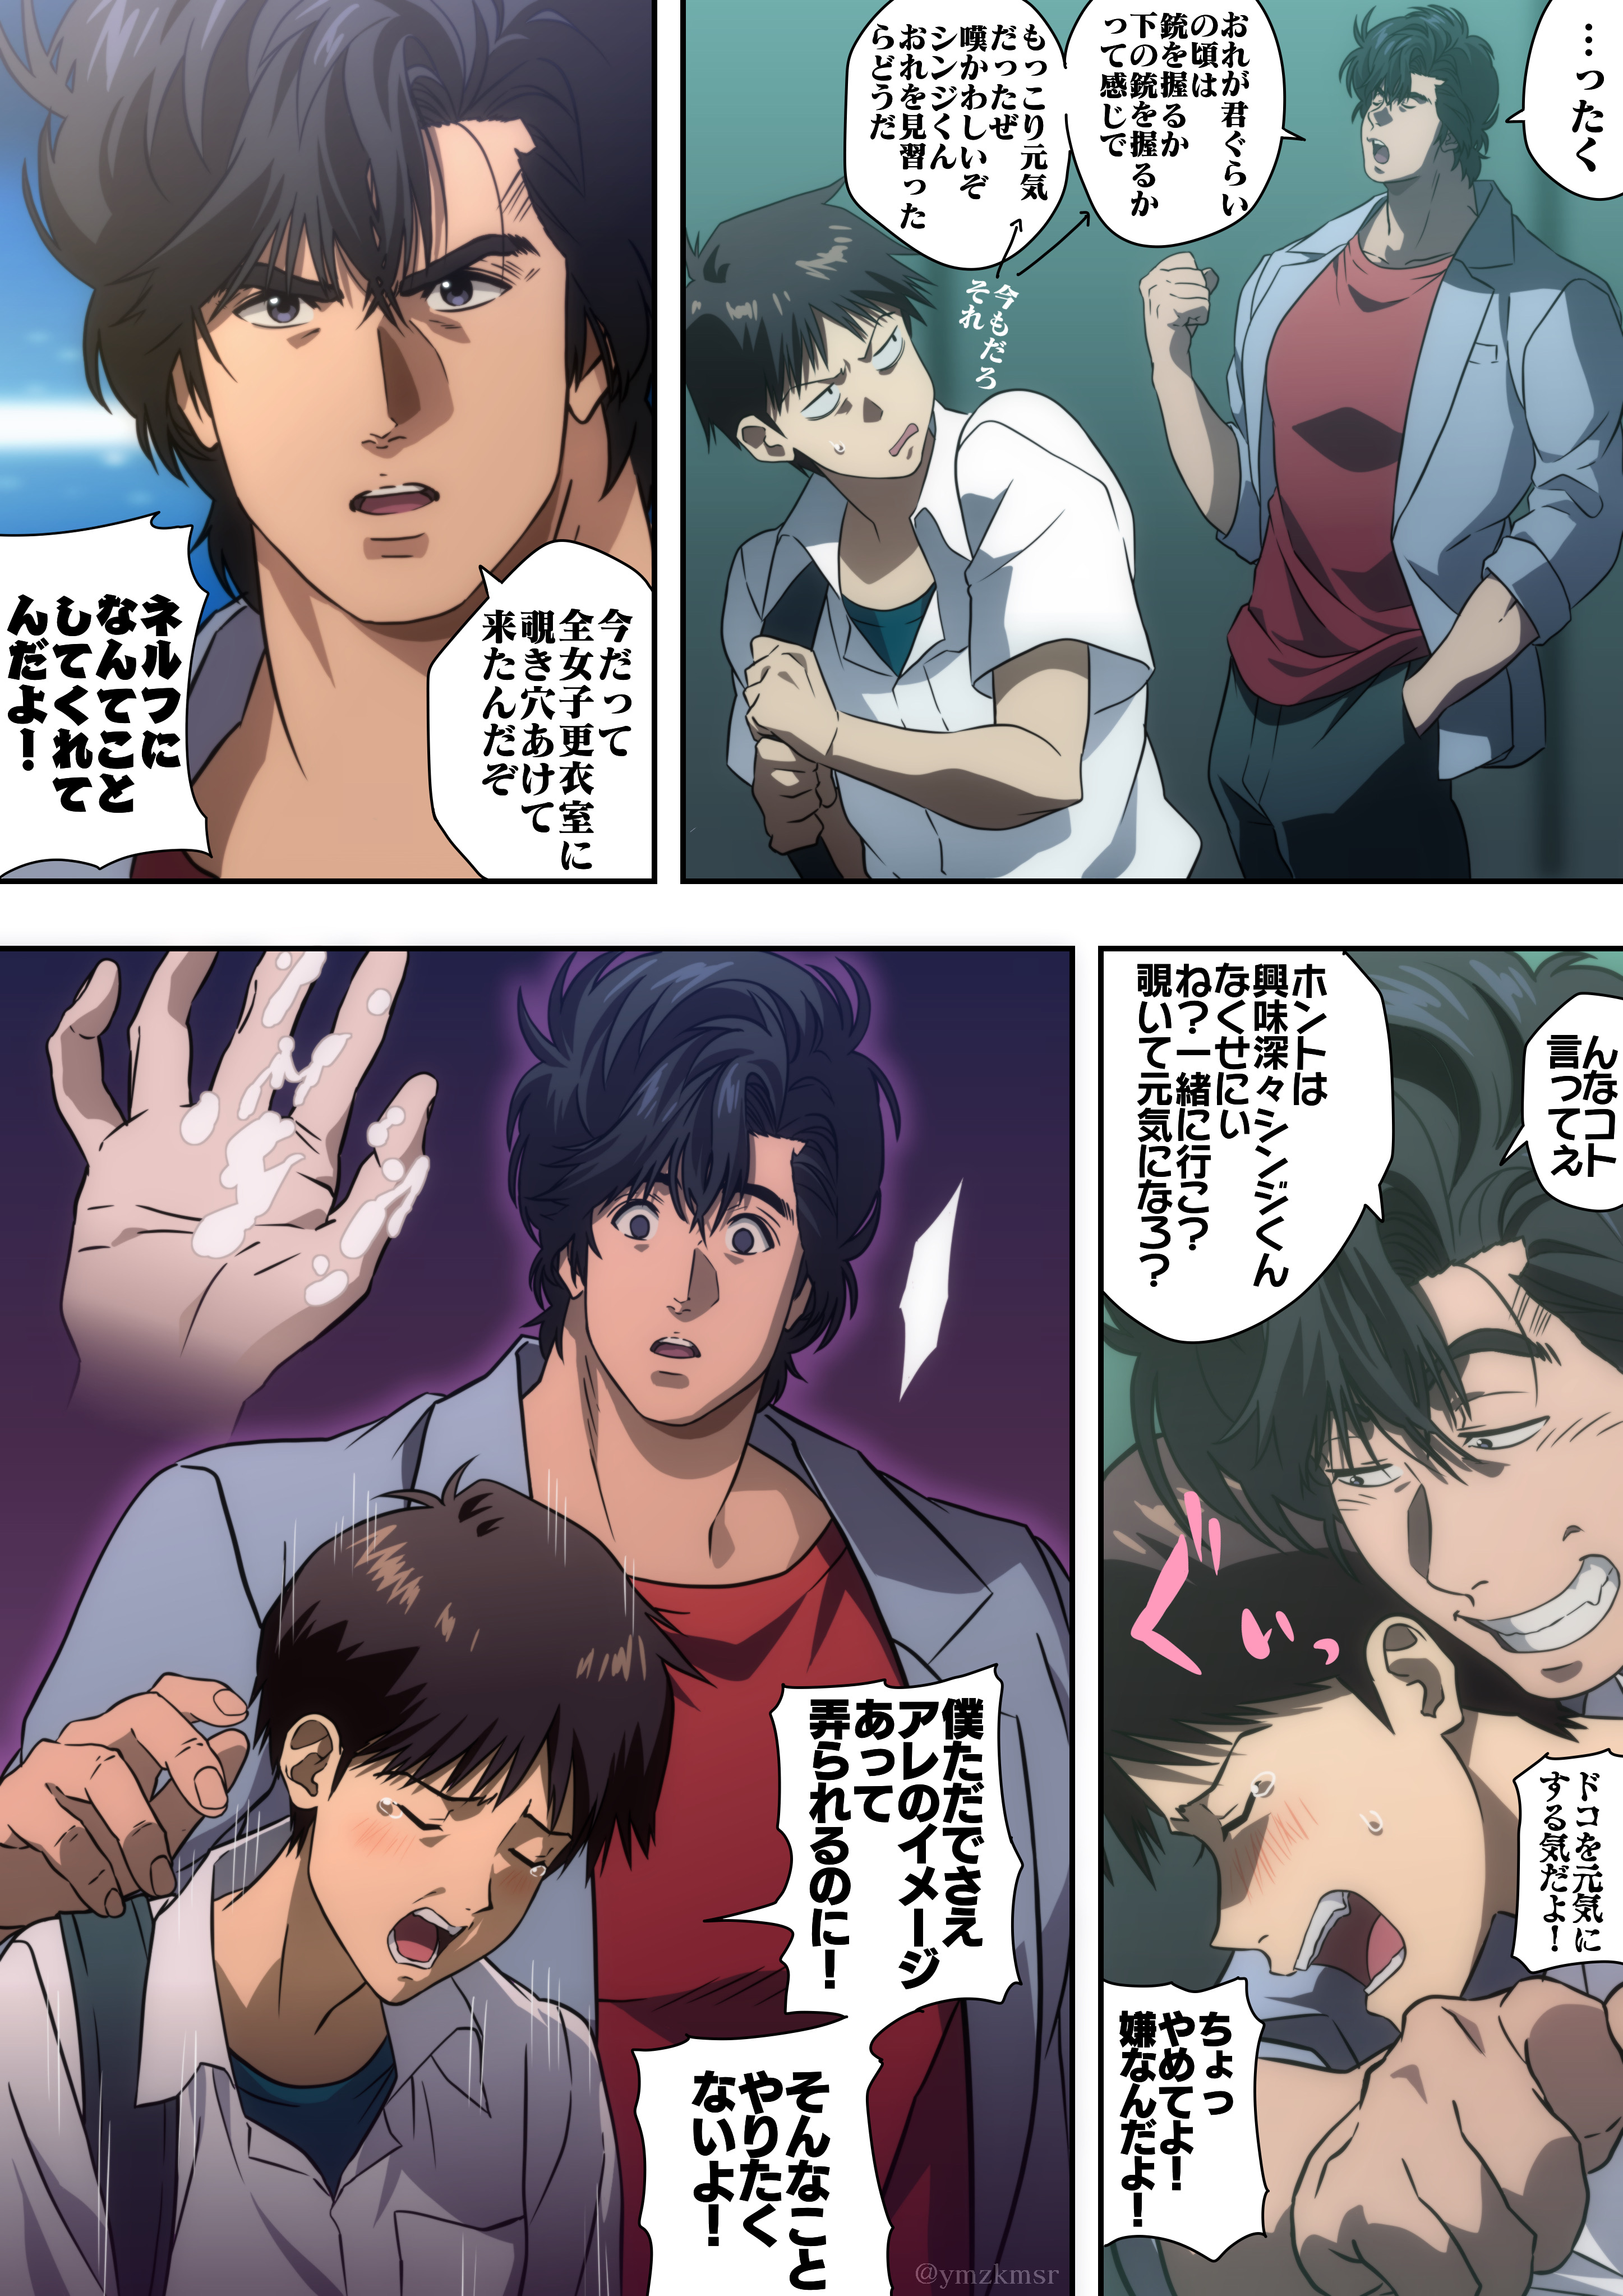 …ったく
おれが君ぐらい
の頃は
銃を握るか
下の銃を握るか
って感じで
もっこり元気
だったぜ
嘆かわしいぞ
シンジくん
おれを見習った
らどうだ
今もだろ
それ
今だって
全女子更衣室に
覗き穴あけて
来たんだぞ
ネルフに
なんてこと
してくれて
んだよ！
んなコト
言ってぇ
ホントは
興味深々シンジくん
なくせにい
ね？一緒に行こ？
覗いて元気になろ？
ぐいっ
ドコを元気に
する気だよ！
ちょっ
やめてよ！
嫌なんだよ！
僕ただでさえ
アレのイメージ
あって
弄られるのに！
そんなこと
やりたく
ないよ！
@ymzkmsr